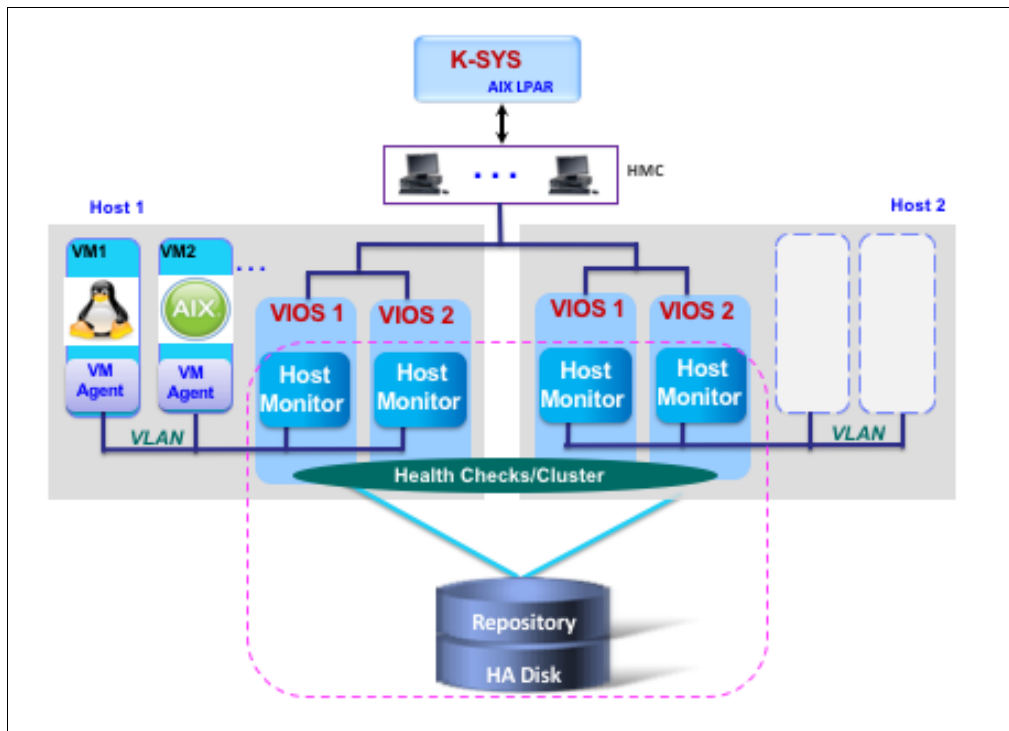 K-SYS
AIX LPAR
HMC
Host 1
Host 2
VM1
VM2
AIX
VM
Agent
VM
Agent
VIOS 1
VIOS 2
Host
Monitor
Host
Monitor
VIOS 1
VIOS 2
Host
Monitor
Host
Monitor
VLAN
VLAN
Health Checks/Cluster
Repository
HA Disk